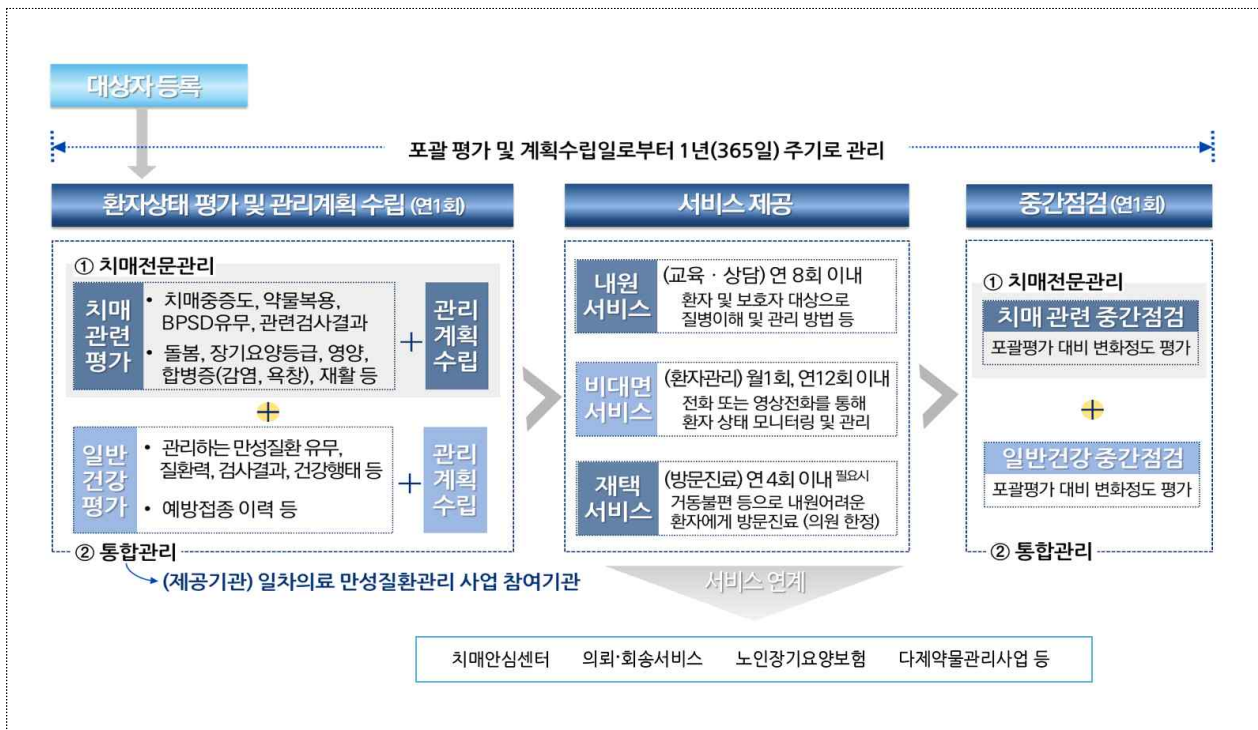 대상자 등록
포괄 평가 및 계획수립일로부터 1년(365일) 주기로 관리
환자상태 평가 및 관리계획 수립 (연1회)
① 치매전문관리
치매
관련
평가
• 치매중증도, 약물복용,
BPSD유무, 관련검사결과
• 돌봄, 장기요양등급, 영양,
합병증(감염, 욕창), 재활 등
+
관리
계획
수립
+
일반
건강
평가
• 관리하는 만성질환 유무,
질환력, 검사결과, 건강행태 등
• 예방접종 이력 등
+
관리
계획
수립
② 통합관리
(제공기관) 일차의료 만성질환관리 사업 참여기관
서비스 제공
내원
서비스
(교육 · 상담) 연 8회 이내
환자 및 보호자 대상으로
질병이해 및 관리 방법 등
비대면
서비스
(환자관리) 월1회, 연12회 이내
전화 또는 영상전화를 통해
환자 상태 모니터링 및 관리
재택
서비스
(방문진료) 연 4회 이내 필요시
거동불편 등으로 내원어려운
환자에게 방문진료 (의원 한정)
중간점검 (연1회)
① 치매전문관리
치매 관련 중간점검
포괄평가 대비 변화정도 평가
+
일반건강 중간점검
포괄평가 대비 변화정도 평가
② 통합관리
서비스 연계
치매안심센터 의뢰·회송서비스 노인장기요양보험 다제약물관리사업 등